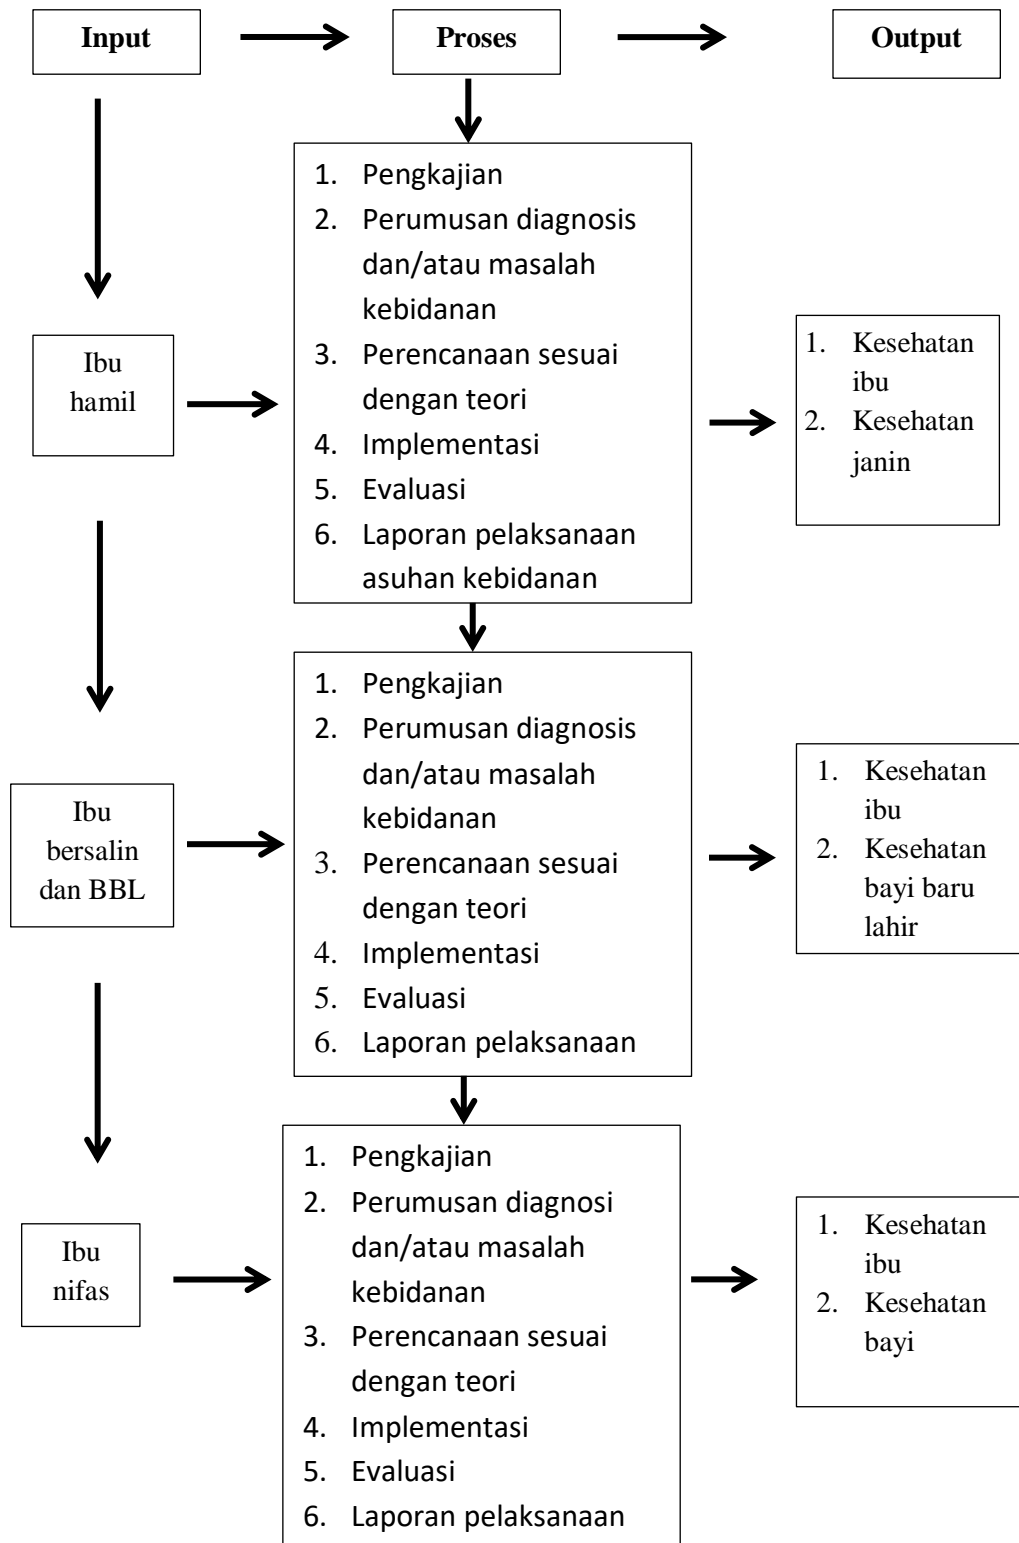 Input
Proses
Output
1. Pengkajian
2. Perumusan diagnosis
dan/atau masalah
kebidanan
3. Perencanaan sesuai
dengan teori
4. Implementasi
5. Evaluasi
6. Laporan pelaksanaan
asuhan kebidanan
Ibu
hamil
1. Kesehatan
ibu
2. Kesehatan
janin
1. Pengkajian
2. Perumusan diagnosis
dan/atau masalah
kebidanan
3. Perencanaan sesuai
dengan teori
4. Implementasi
5. Evaluasi
6. Laporan pelaksanaan
Ibu
bersalin
dan BBL
1. Kesehatan
ibu
2. Kesehatan
bayi baru
lahir
1. Pengkajian
2. Perumusan diagnosi
dan/atau masalah
kebidanan
3. Perencanaan sesuai
dengan teori
4. Implementasi
5. Evaluasi
6. Laporan pelaksanaan
Ibu
nifas
1. Kesehatan
ibu
2. Kesehatan
bayi